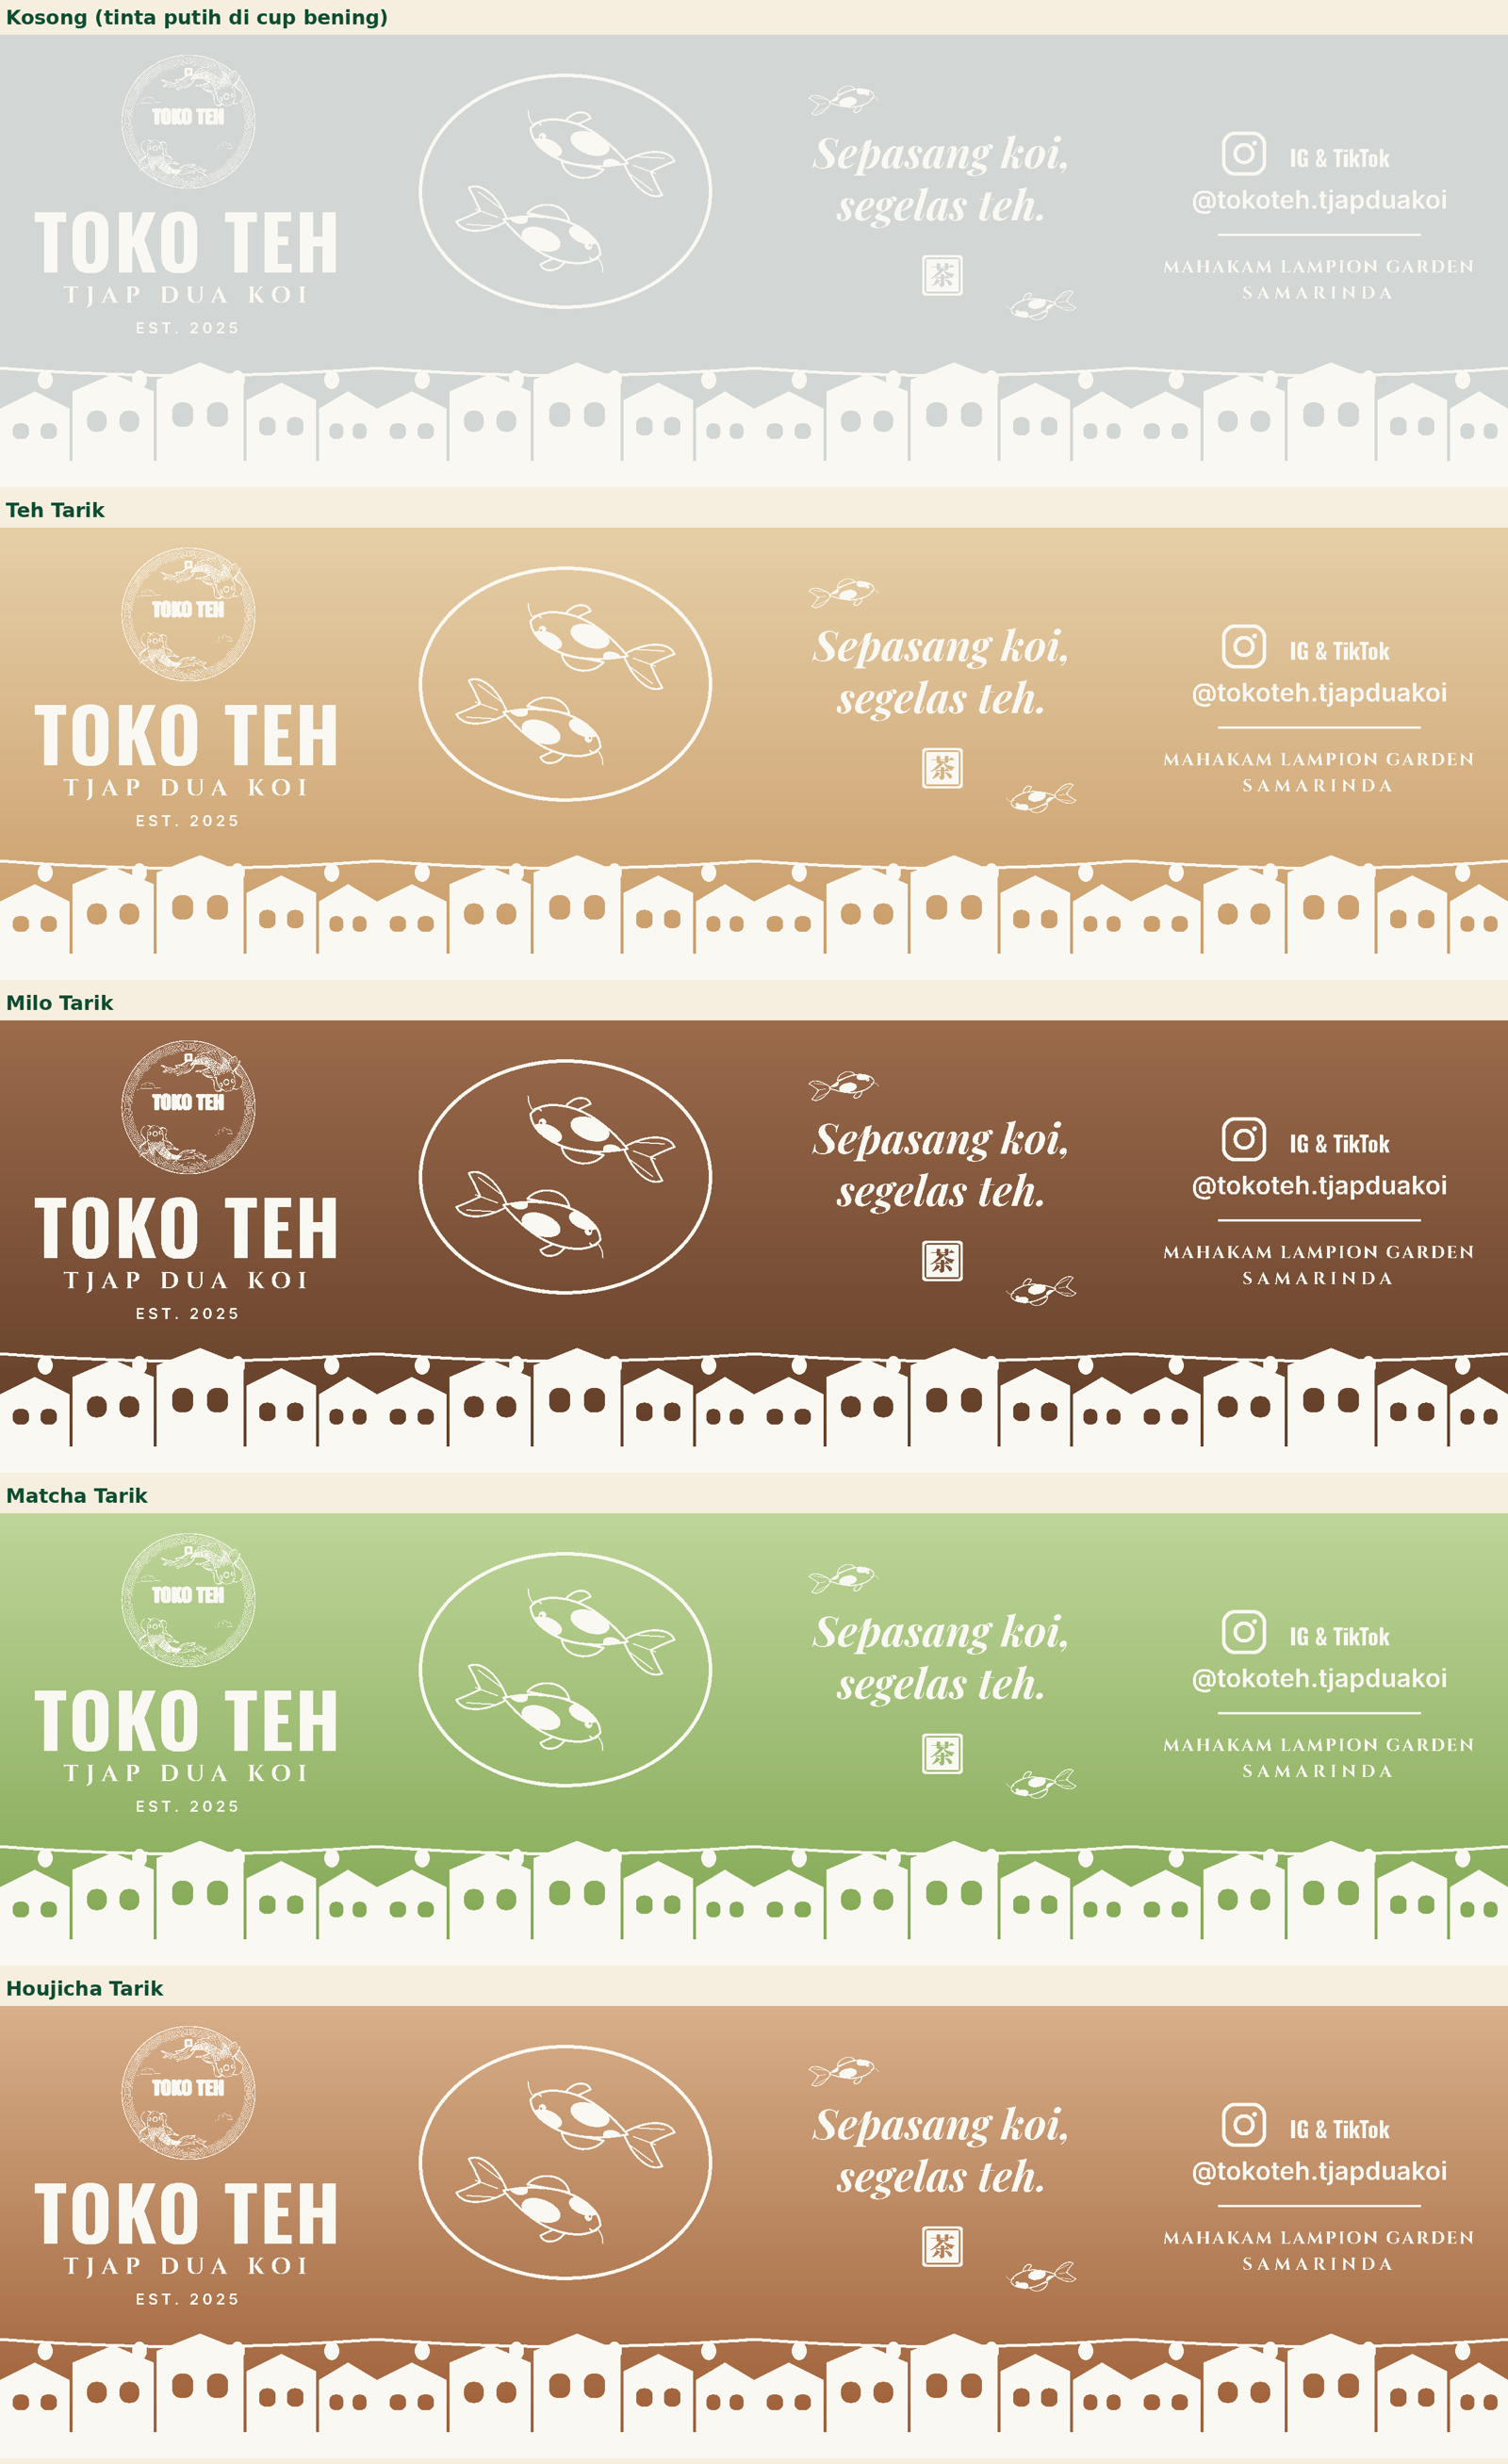 Kosong (tinta putih di cup bening)
TOKO TEH
TOKO TEH
TJAP DUA KOI
EST. 2025
Sepasang koi,
segelas teh.
茶
IG & TikTok
@tokoteh.tjapduakoi
MAHAKAM LAMPION GARDEN
SAMARINDA
Teh Tarik
TOKO TEH
TOKO TEH
TJAP DUA KOI
EST. 2025
Sepasang koi,
segelas teh.
茶
IG & TikTok
@tokoteh.tjapduakoi
MAHAKAM LAMPION GARDEN
SAMARINDA
Milo Tarik
TOKO TEH
TOKO TEH
TJAP DUA KOI
EST. 2025
Sepasang koi,
segelas teh.
茶
IG & TikTok
@tokoteh.tjapduakoi
MAHAKAM LAMPION GARDEN
SAMARINDA
Matcha Tarik
TOKO TEH
TOKO TEH
TJAP DUA KOI
EST. 2025
Sepasang koi,
segelas teh.
茶
IG & TikTok
@tokoteh.tjapduakoi
MAHAKAM LAMPION GARDEN
SAMARINDA
Houjicha Tarik
TOKO TEH
TOKO TEH
TJAP DUA KOI
EST. 2025
Sepasang koi,
segelas teh.
茶
IG & TikTok
@tokoteh.tjapduakoi
MAHAKAM LAMPION GARDEN
SAMARINDA